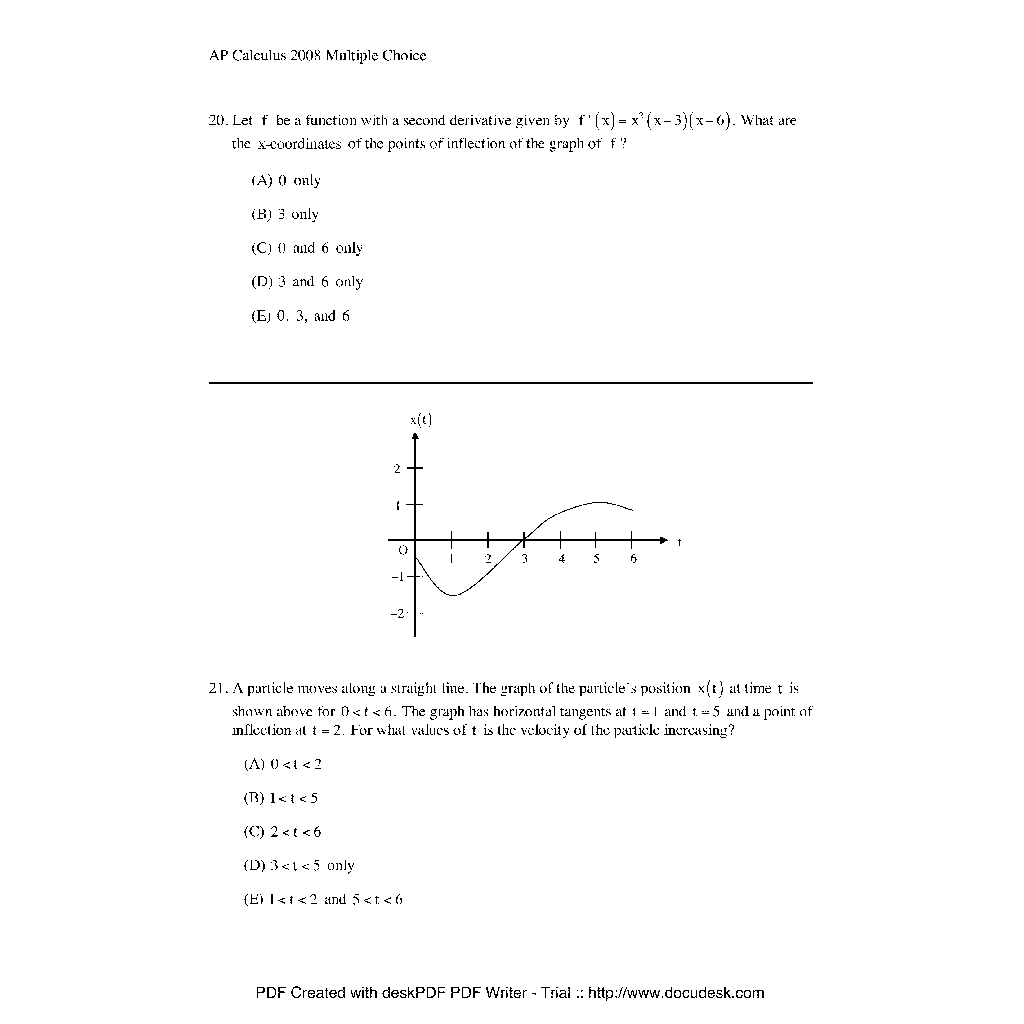 AP Calculus 2008 Multiple Choice
20. Let f be a function with a second derivative given by f'(x) = x²(x − 3)(x − 6). What are
the x-coordinates of the points of inflection of the graph of f ?
(A) 0 only
(B) 3 only
(C) 0 and 6 only
(D) 3 and 6 only
(E) 0, 3, and 6
x(t)
2
1
O
1 2 3 4 5 6
t
−1
−2
21. A particle moves along a straight line. The graph of the particle's position x(t) at time t is
shown above for 0 < t < 6. The graph has horizontal tangents at t = 1 and t = 5 and a point of
inflection at t = 2. For what values of t is the velocity of the particle increasing?
(A) 0 < t < 2
(B) 1 < t < 5
(C) 2 < t < 6
(D) 3 < t < 5 only
(E) 1 < t < 2 and 5 < t < 6
PDF Created with deskPDF PDF Writer - Trial :: http://www.docudesk.com